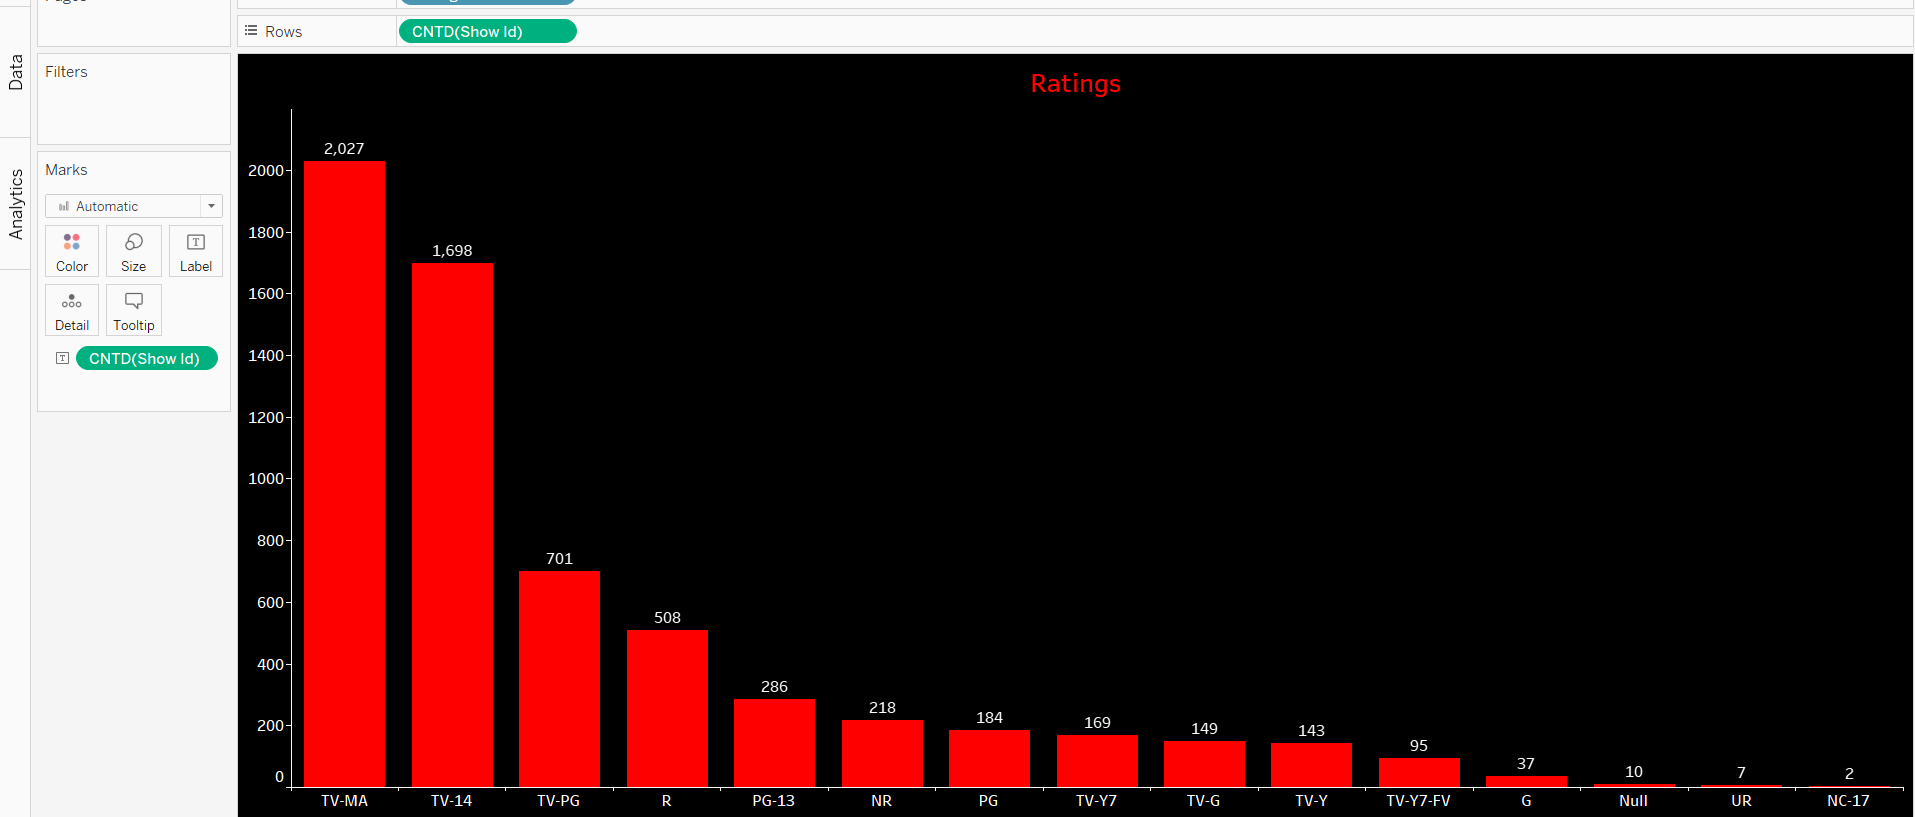 Rows
CNTD(Show Id)
Data
Analytics
Filters
Marks
Automatic
Color
Size
Label
Detail
Tooltip
CNTD(Show Id)
Ratings
2000
1800
1600
1400
1200
1000
800
600
400
200
0
2,027
1,698
701
508
286
218
184
169
149
143
95
37
10
7
2
TV-MA
TV-14
TV-PG
R
PG-13
NR
PG
TV-Y7
TV-G
TV-Y
TV-Y7-FV
G
Null
UR
NC-17